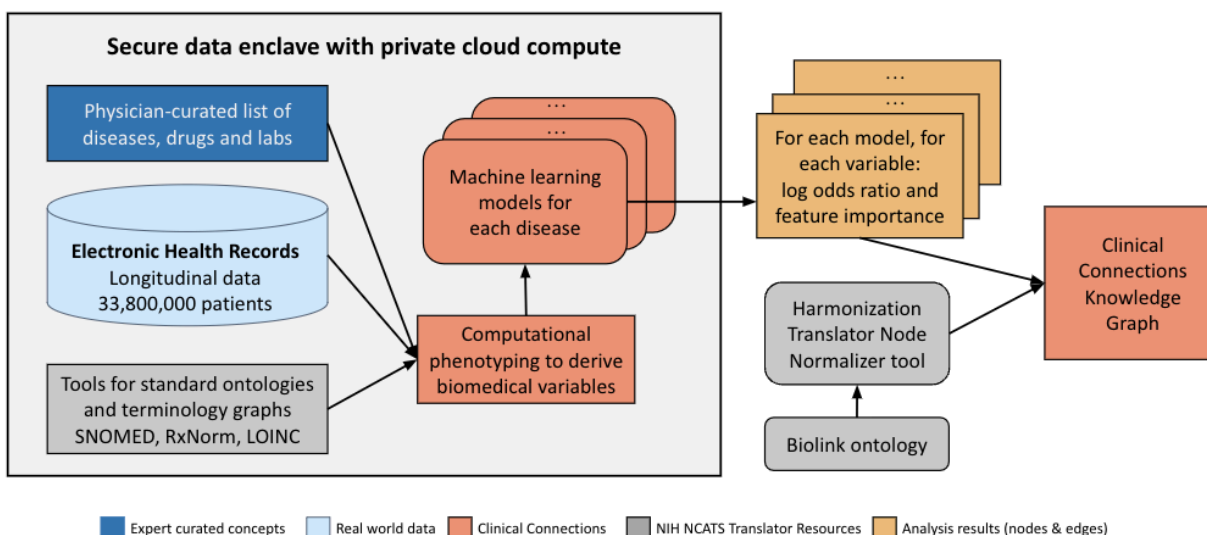 Secure data enclave with private cloud compute
Physician-curated list of
diseases, drugs and labs
Electronic Health Records
Longitudinal data
33,800,000 patients
Tools for standard ontologies
and terminology graphs
SNOMED, RxNorm, LOINC
...
...
Machine learning
models for
each disease
Computational
phenotyping to derive
biomedical variables
...
...
For each model, for
each variable:
log odds ratio and
feature importance
Harmonization
Translator Node
Normalizer tool
Biolink ontology
Clinical
Connections
Knowledge
Graph
Expert curated concepts
Real world data
Clinical Connections
NIH NCATS Translator Resources
Analysis results (nodes & edges)